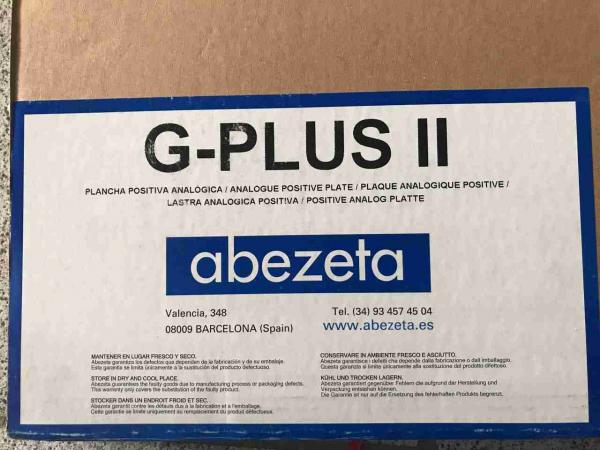 G-PLUS II
PLANCHA POSITIVA ANALOGICA / ANALOGUE POSITIVE PLATE / PLAQUE ANALOGIQUE POSITIVE /
LASTRA ANALOGICA POSITIVA / POSITIVE ANALOG PLATTE
abezeta
Valencia, 348
08009 BARCELONA (Spain)
Tel. (34) 93 457 45 04
www.abezeta.es
MANTENER EN LUGAR FRESCO Y SECO.
Abezeta garantiza los defectos que dependen de la fabricación y de su embalaje.
Esta garantía se limita únicamente a la sustitución del producto defectuoso.
STORE IN DRY AND COOL PLACE.
Abezeta guarantees the faulty goods due to manufacturing process or packaging defects.
This warranty only covers the substitution of the faulty product.
STOCKER DANS UN ENDROIT FROID ET SEC.
Abezeta garantit contre les défauts dus à la fabrication et à l'emballage.
Cette garantie se limite uniquement au remplacement du produit défectueux.
CONSERVARE IN AMBIENTE FRESCO E ASCIUTTO.
Abezeta garantisce i difetti che dipende dalla fabricazione o dall imballaggio.
Questa garanzia si limita unicamente alla sostituzione del prodotto difettoso.
KÜHL UND TROCKEN LAGERN.
Abezeta garantiert gegenüber Fehlern die aufgrund der Herstellung und
Verpackung entstehen können.
Die Garantie ist nur auf die Ersetzung des fehlerhaften Produkts begrenzt.